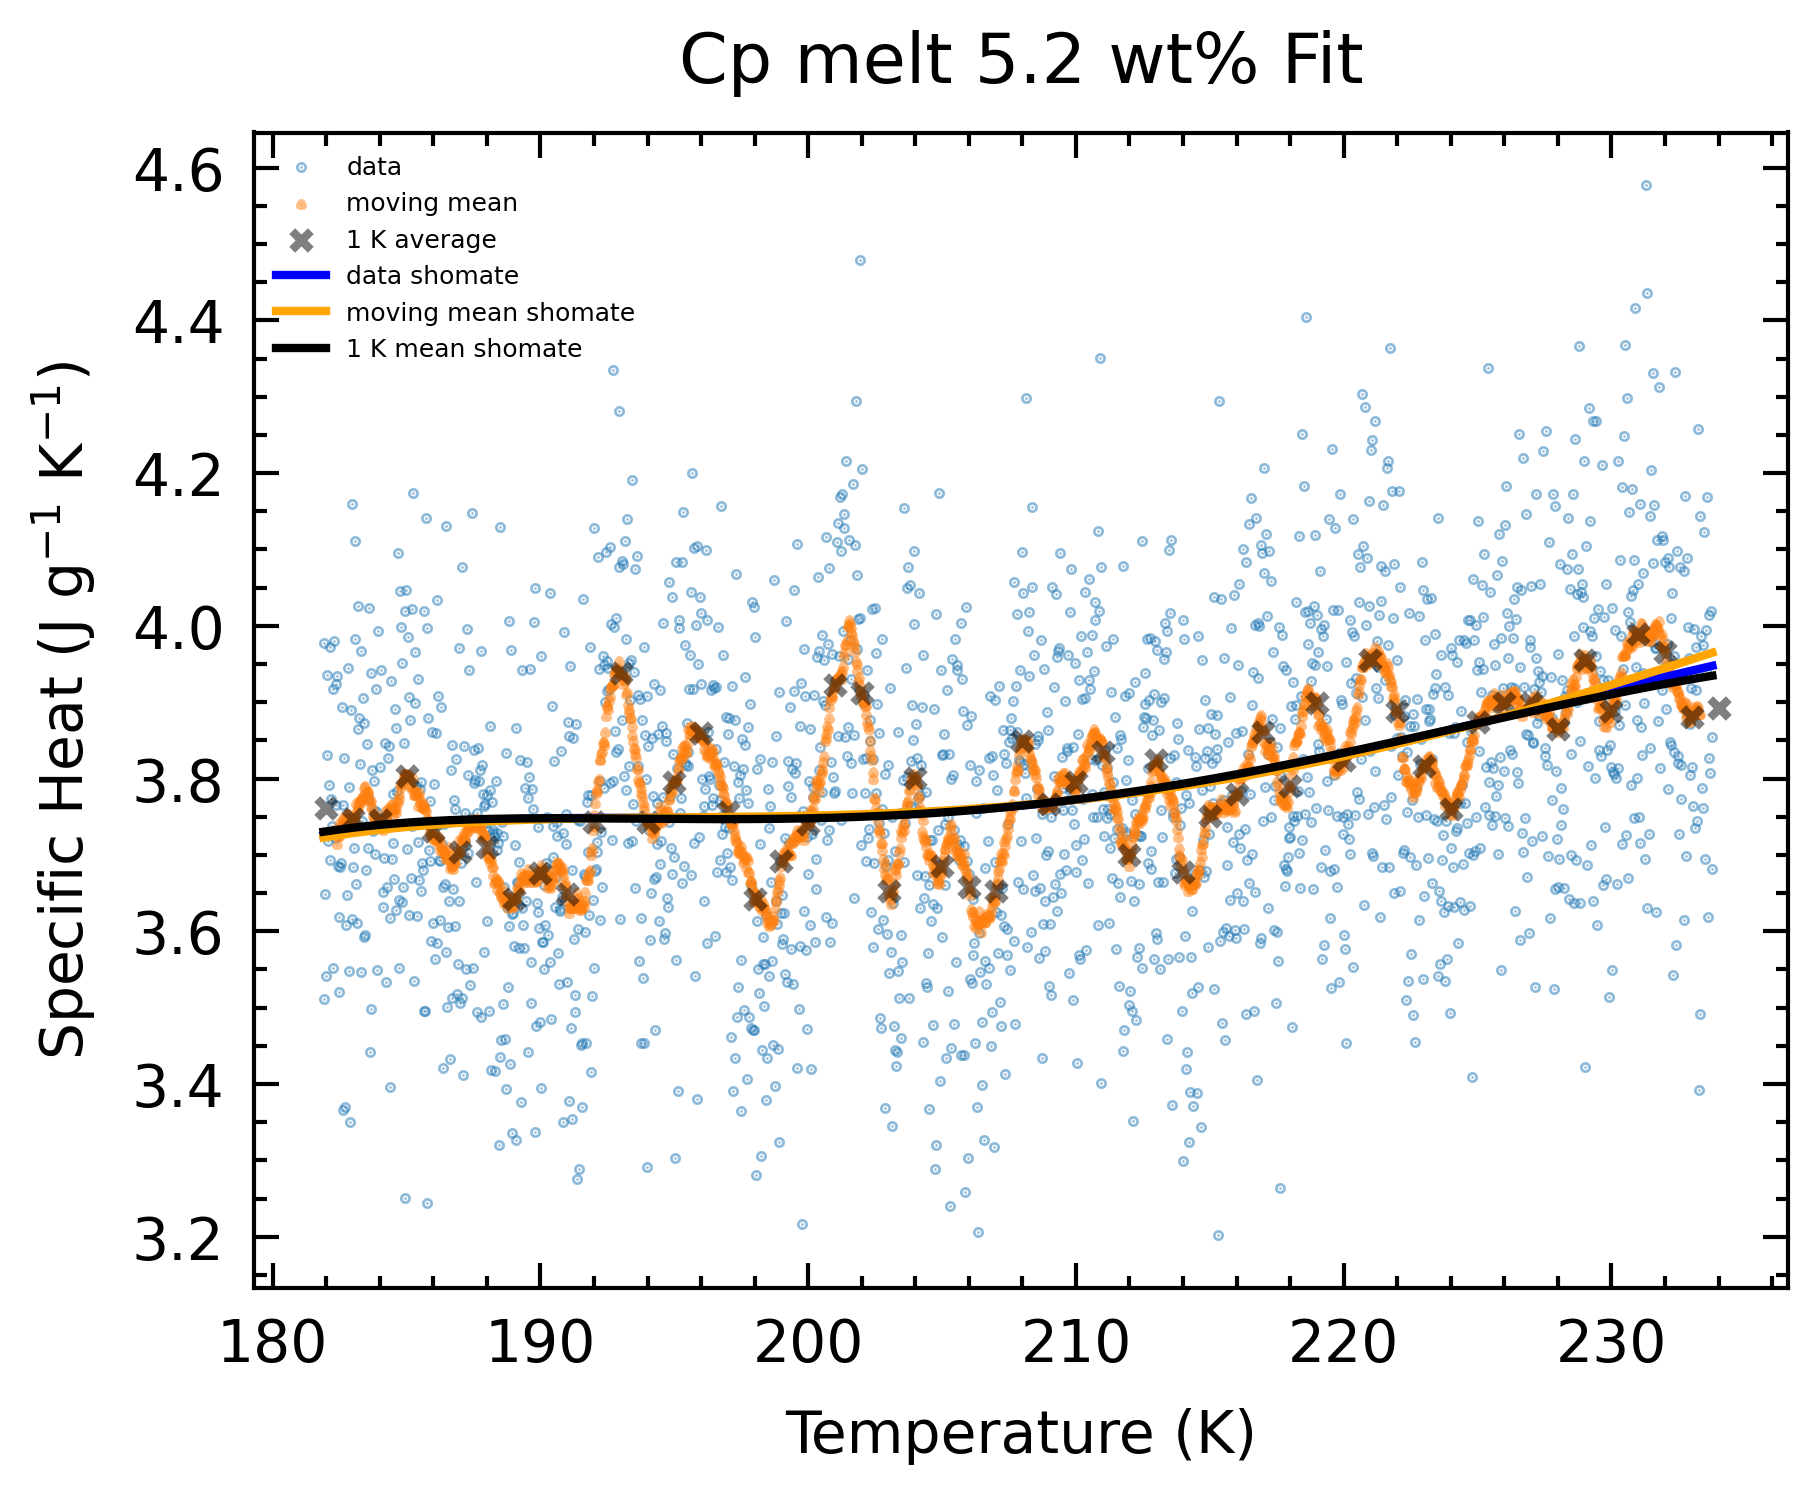 Cp melt 5.2 wt% Fit
data
moving mean
1 K average
data shomate
moving mean shomate
1 K mean shomate
4.6
4.4
4.2
4.0
3.8
3.6
3.4
3.2
Specific Heat (J g⁻¹ K⁻¹)
180 190 200 210 220 230
Temperature (K)